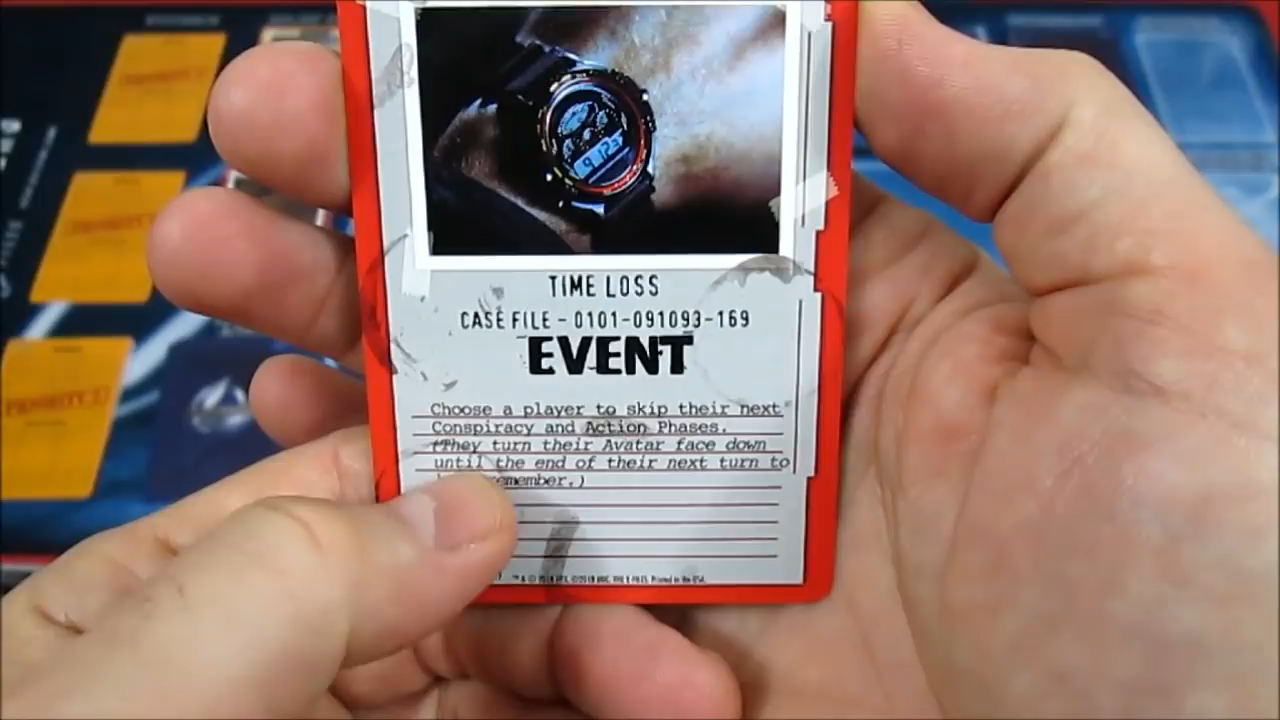 TIME LOSS
CASE FILE - 0101-091093-169
EVENT
Choose a player to skip their next
Conspiracy and Action Phases.
(They turn their Avatar face down
until the end of their next turn to
remember.)